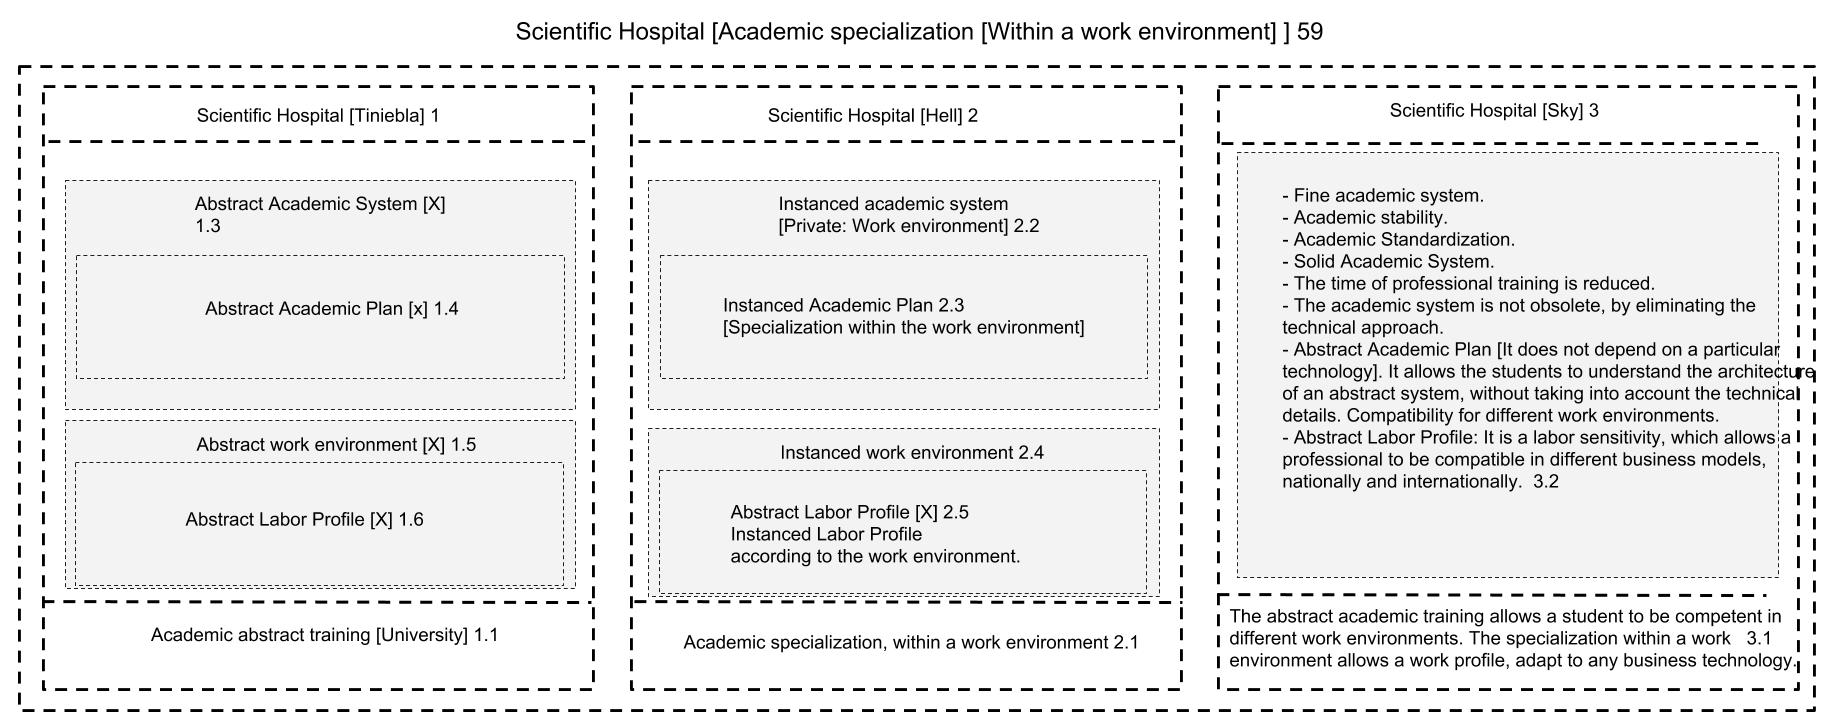 Scientific Hospital [Academic specialization [Within a work environment] ] 59
Scientific Hospital [Tiniebla] 1
Abstract Academic System [X]
1.3
Abstract Academic Plan [x] 1.4
Abstract work environment [X] 1.5
Abstract Labor Profile [X] 1.6
Academic abstract training [University] 1.1
Scientific Hospital [Hell] 2
Instanced academic system
[Private: Work environment] 2.2
Instanced Academic Plan 2.3
[Specialization within the work environment]
Instanced work environment 2.4
Abstract Labor Profile [X] 2.5
Instanced Labor Profile
according to the work environment.
Academic specialization, within a work environment 2.1
Scientific Hospital [Sky] 3
- Fine academic system.
- Academic stability.
- Academic Standardization.
- Solid Academic System.
- The time of professional training is reduced.
- The academic system is not obsolete, by eliminating the
technical approach.
- Abstract Academic Plan [It does not depend on a particular
technology]. It allows the students to understand the architecture
of an abstract system, without taking into account the technical
details. Compatibility for different work environments.
- Abstract Labor Profile: It is a labor sensitivity, which allows a
professional to be compatible in different business models,
nationally and internationally. 3.2
The abstract academic training allows a student to be competent in
different work environments. The specialization within a work 3.1
environment allows a work profile, adapt to any business technology.